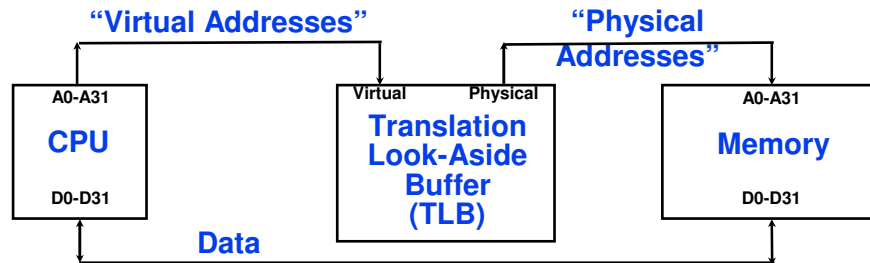 “Virtual Addresses”
“Physical
Addresses”
A0-A31
CPU
D0-D31
Virtual
Physical
Translation
Look-Aside
Buffer
(TLB)
A0-A31
Memory
D0-D31
Data